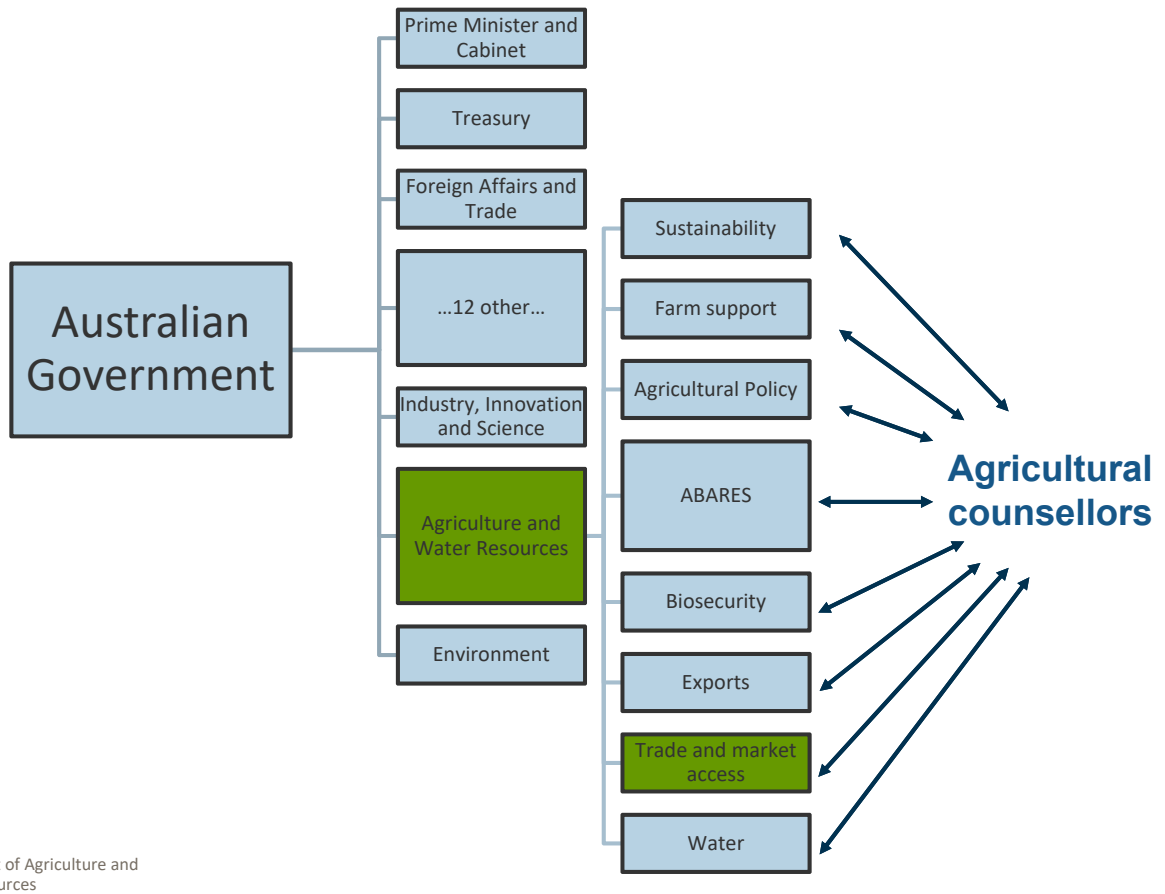 Prime Minister and
Cabinet
Treasury
Foreign Affairs and
Trade
...12 other...
Industry, Innovation
and Science
Agriculture and
Water Resources
Environment
Australian
Government
Sustainability
Farm support
Agricultural Policy
ABARES
Biosecurity
Exports
Trade and market
access
Water
Agricultural
counsellors
of Agriculture and